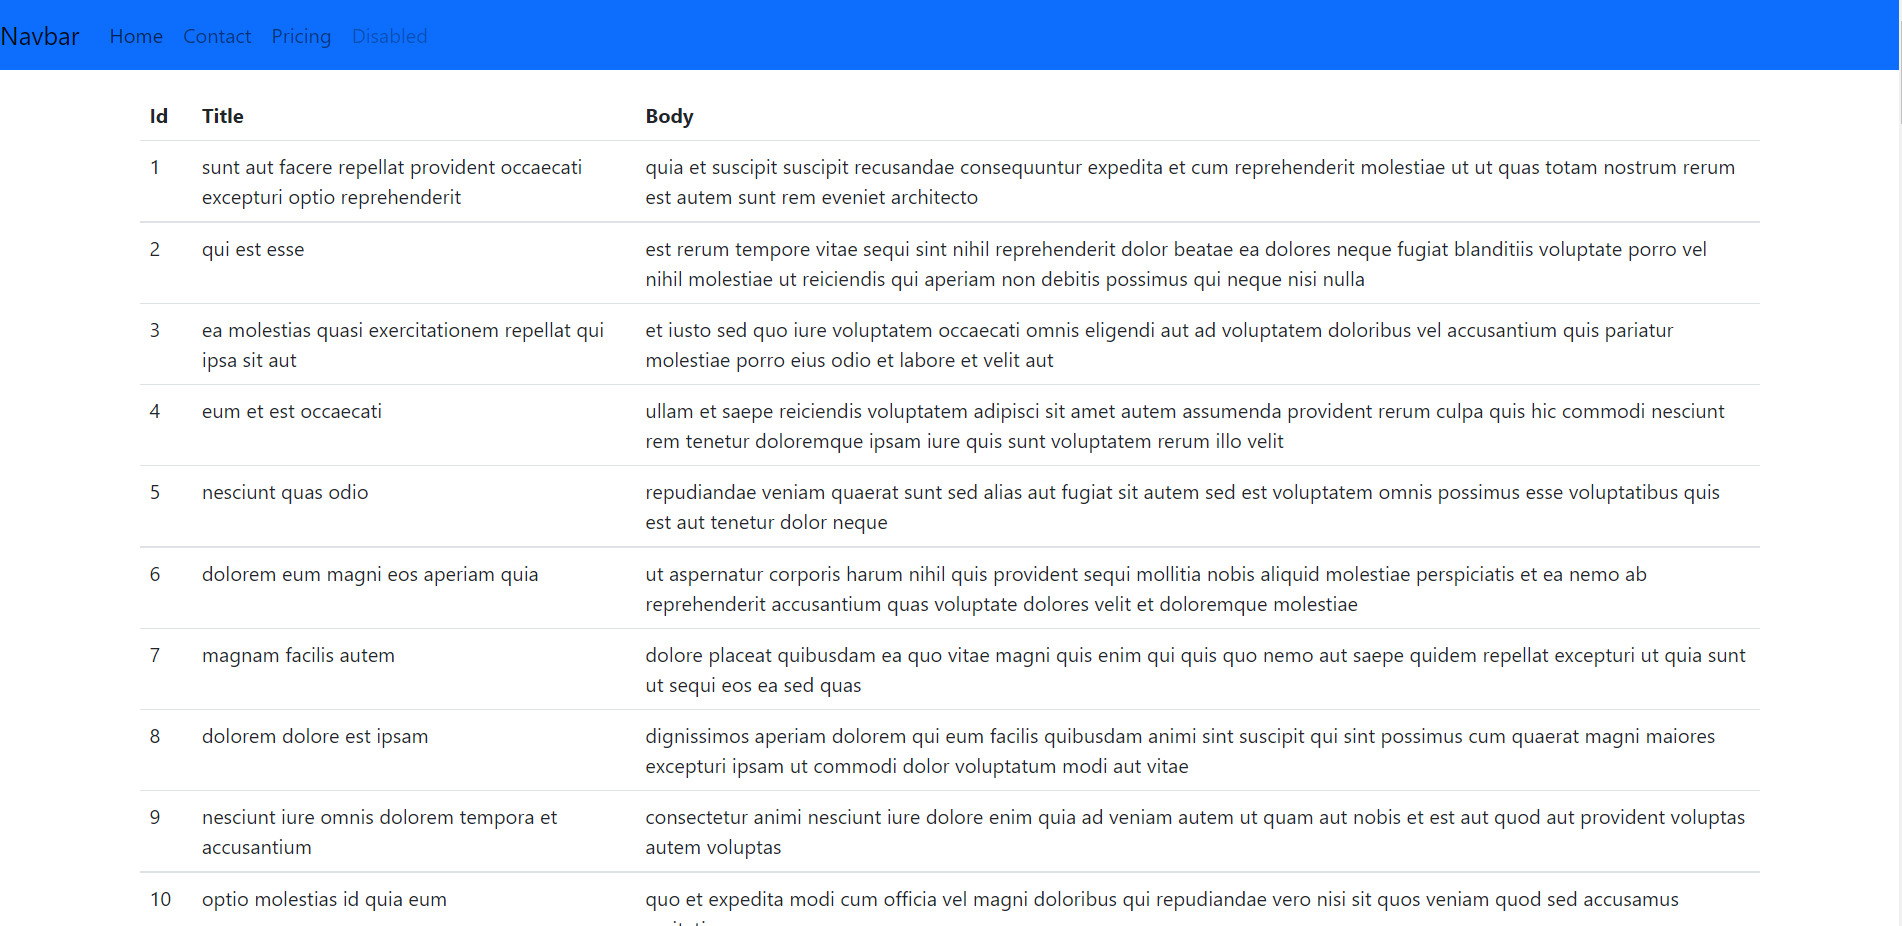 Navbar Home Contact Pricing Disabled
Id Title Body
1 sunt aut facere repellat provident occaecati quia et suscipit suscipit recusandae consequuntur expedita et cum reprehenderit molestiae ut ut quas totam nostrum rerum
excepturi optio reprehenderit est autem sunt rem eveniet architecto
2 qui est esse est rerum tempore vitae sequi sint nihil reprehenderit dolor beatae ea dolores neque fugiat blanditiis voluptate porro vel
nihil molestiae ut reiciendis qui aperiam non debitis possimus qui neque nisi nulla
3 ea molestias quasi exercitationem repellat qui et iusto sed quo iure voluptatem occaecati omnis eligendi aut ad voluptatem doloribus vel accusantium quis pariatur
ipsa sit aut molestiae porro eius odio et labore et velit aut
4 eum et est occaecati ullam et saepe reiciendis voluptatem adipisci sit amet autem assumenda provident rerum culpa quis hic commodi nesciunt
rem tenetur doloremque ipsam iure quis sunt voluptatem rerum illo velit
5 nesciunt quas odio repudiandae veniam quaerat sunt sed alias aut fugiat sit autem sed est voluptatem omnis possimus esse voluptatibus quis
est aut tenetur dolor neque
6 dolorem eum magni eos aperiam quia ut aspernatur corporis harum nihil quis provident sequi mollitia nobis aliquid molestiae perspiciatis et ea nemo ab
reprehenderit accusantium quas voluptate dolores velit et doloremque molestiae
7 magnam facilis autem dolore placeat quibusdam ea quo vitae magni quis enim qui quis quo nemo aut saepe quidem repellat excepturi ut quia sunt
ut sequi eos ea sed quas
8 dolorem dolore est ipsam dignissimos aperiam dolorem qui eum facilis quibusdam animi sint suscipit qui sint possimus cum quaerat magni maiores
excepturi ipsam ut commodi dolor voluptatum modi aut vitae
9 nesciunt iure omnis dolorem tempora et consectetur animi nesciunt iure dolore enim quia ad veniam autem ut quam aut nobis et est aut quod aut provident voluptas
accusantium autem voluptas
10 optio molestias id quia eum quo et expedita modi cum officia vel magni doloribus qui repudiandae vero nisi sit quos veniam quod sed accusamus